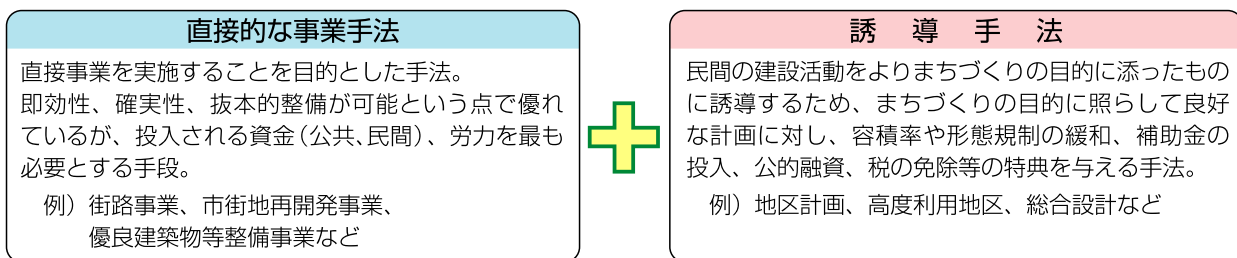 直接的な事業手法
直接事業を実施することを目的とした手法。
即効性、確実性、抜本的整備が可能という点で優れ
ているが、投入される資金（公共、民間）、労力を最も
必要とする手段。
例）街路事業、市街地再開発事業、
優良建築物等整備事業など
誘導手法
民間の建設活動をよりまちづくりの目的に添ったもの
に誘導するため、まちづくりの目的に照らして良好
な計画に対し、容積率や形態規制の緩和、補助金の
投入、公的融資、税の免除等の特典を与える手法。
例）地区計画、高度利用地区、総合設計など